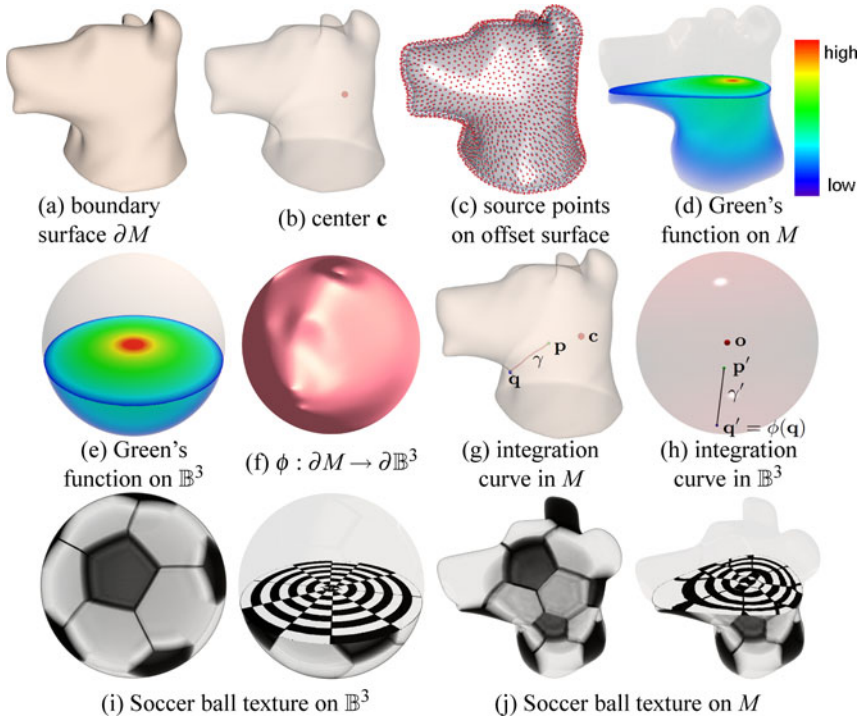 high
low
(a) boundary
surface ∂M
(b) center c
(c) source points
on offset surface
(d) Green's
function on M
(e) Green's
function on 𝔹³
(f) ϕ : ∂M → ∂𝔹³
c
p
γ
q
(g) integration
curve in M
o
p′
γ′
q′ = ϕ(q)
(h) integration
curve in 𝔹³
(i) Soccer ball texture on 𝔹³
(j) Soccer ball texture on M